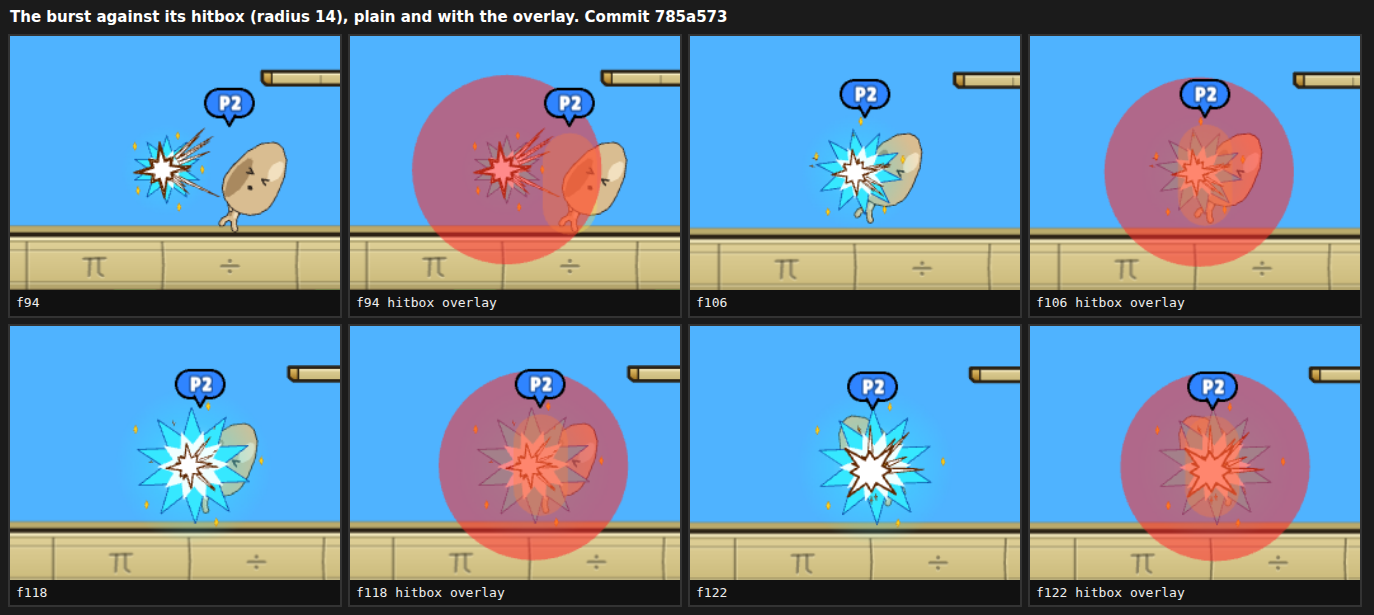 The burst against its hitbox (radius 14), plain and with the overlay. Commit 785a573
P2
P2
P2
P2
π ÷
π ÷
π ÷
π ÷
f94
f94 hitbox overlay
f106
f106 hitbox overlay
P2
P2
P2
P2
π ÷
π ÷
π ÷
π ÷
f118
f118 hitbox overlay
f122
f122 hitbox overlay